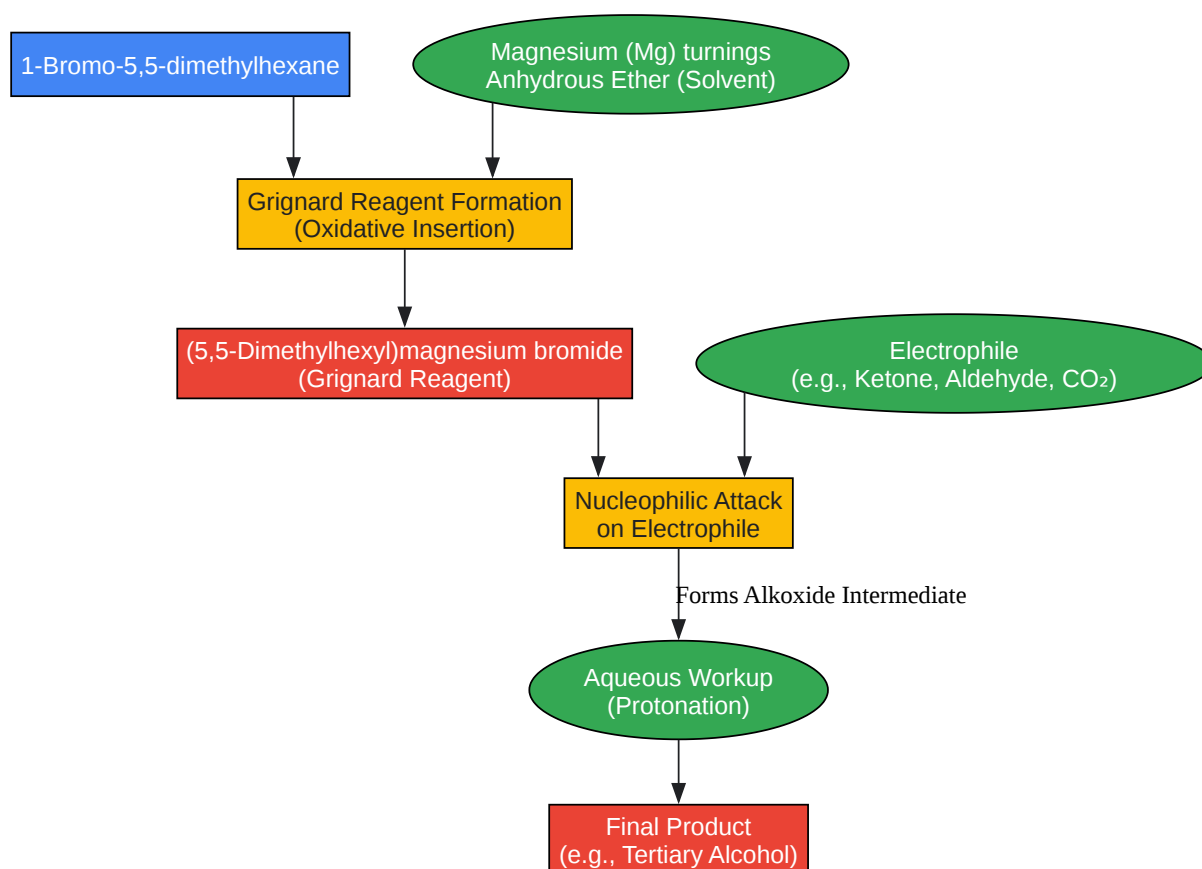 1-Bromo-5,5-dimethylhexane
Magnesium (Mg) turnings
Anhydrous Ether (Solvent)
Grignard Reagent Formation
(Oxidative Insertion)
(5,5-Dimethylhexyl)magnesium bromide
(Grignard Reagent)
Electrophile
(e.g., Ketone, Aldehyde, CO₂)
Nucleophilic Attack
on Electrophile
Forms Alkoxide Intermediate
Aqueous Workup
(Protonation)
Final Product
(e.g., Tertiary Alcohol)